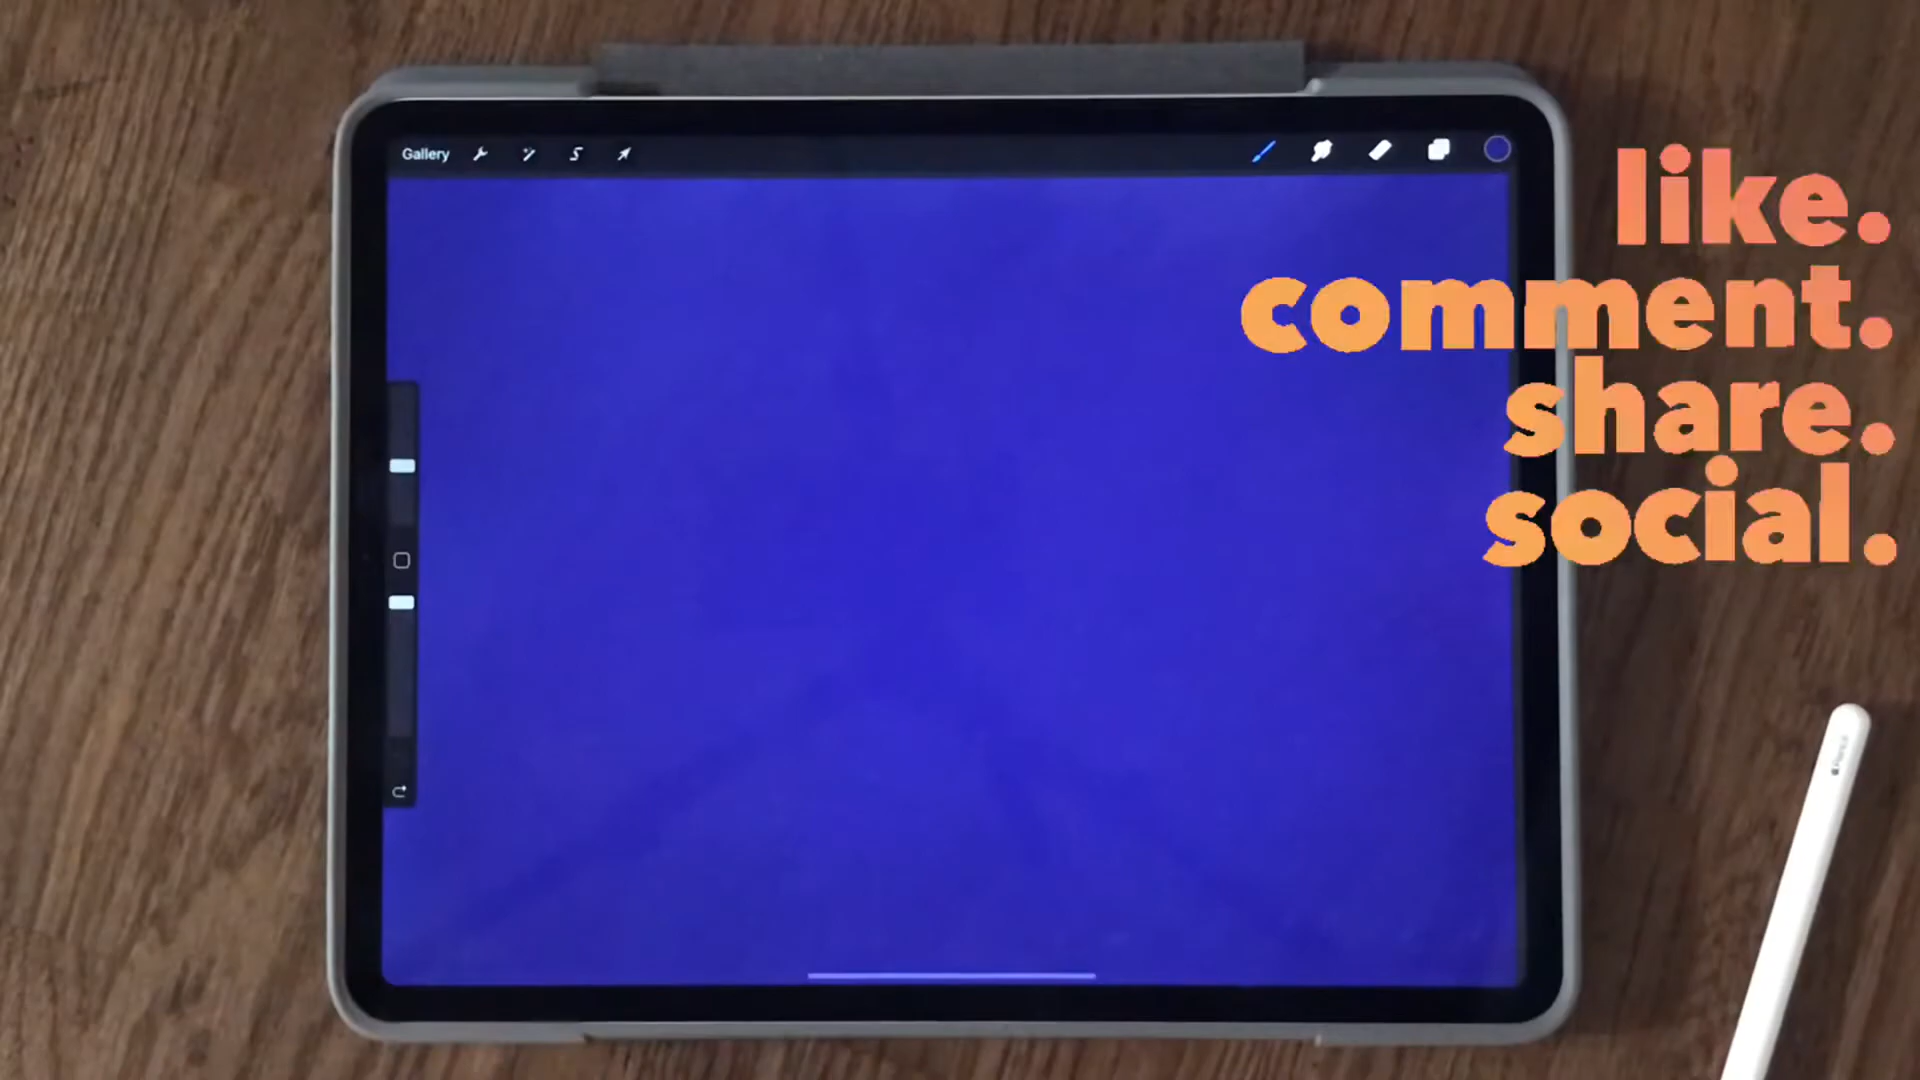 Gallery
like.
comment.
share.
social.